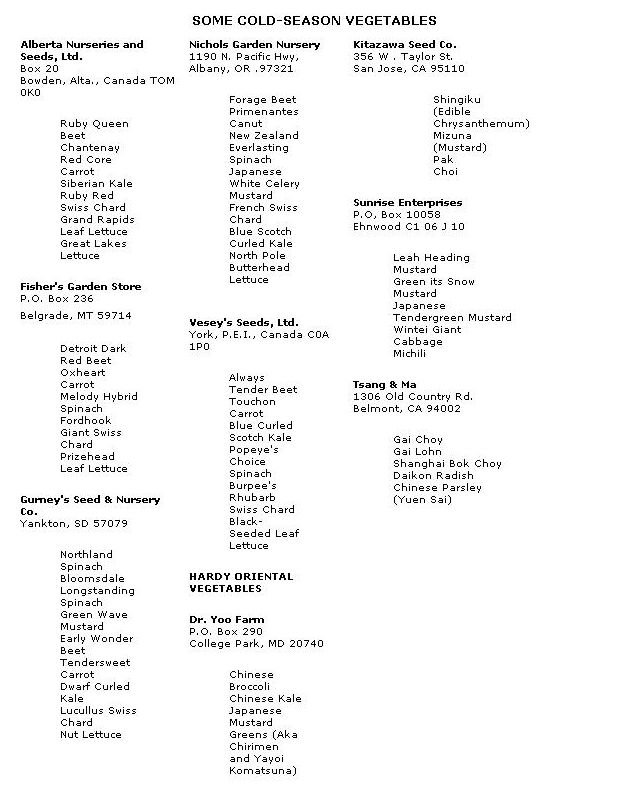 SOME COLD-SEASON VEGETABLES
Alberta Nurseries and
Seeds, Ltd.
Box 20
Bowden, Alta., Canada TOM
0K0
Ruby Queen
Beet
Chantenay
Red Core
Carrot
Siberian Kale
Ruby Red
Swiss Chard
Grand Rapids
Leaf Lettuce
Great Lakes
Lettuce
Fisher's Garden Store
P.O. Box 236
Belgrade, MT 59714
Detroit Dark
Red Beet
Oxheart
Carrot
Melody Hybrid
Spinach
Fordhook
Giant Swiss
Chard
Prizehead
Leaf Lettuce
Gurney's Seed & Nursery
Co.
Yankton, SD 57079
Northland
Spinach
Bloomsdale
Longstanding
Spinach
Green Wave
Mustard
Early Wonder
Beet
Tendersweet
Carrot
Dwarf Curled
Kale
Lucullus Swiss
Chard
Nut Lettuce
Nichols Garden Nursery
1190 N. Pacific Hwy,
Albany, OR .97321
Forage Beet
Primenantes
Canut
New Zealand
Everlasting
Spinach
Japanese
White Celery
Mustard
French Swiss
Chard
Blue Scotch
Curled Kale
North Pole
Butterhead
Lettuce
Vesey's Seeds, Ltd.
York, P.E.I., Canada C0A
1P0
Always
Tender Beet
Touchon
Carrot
Blue Curled
Scotch Kale
Popeye's
Choice
Spinach
Burpee's
Rhubarb
Swiss Chard
Black-
Seeded Leaf
Lettuce
HARDY ORIENTAL
VEGETABLES
Dr. Yoo Farm
P.O. Box 290
College Park, MD 20740
Chinese
Broccoli
Chinese Kale
Japanese
Mustard
Greens (Aka
Chirimen
and Yayoi
Komatsuna)
Kitazawa Seed Co.
356 W . Taylor St.
San Jose, CA 95110
Shingiku
(Edible
Chrysanthemum)
Mizuna
(Mustard)
Pak
Choi
Sunrise Enterprises
P.O, Box 10058
Ehnwood C1 06 J 10
Leah Heading
Mustard
Green its Snow
Mustard
Japanese
Tendergreen Mustard
Wintei Giant
Cabbage
Michili
Tsang & Ma
1306 Old Country Rd.
Belmont, CA 94002
Gai Choy
Gai Lohn
Shanghai Bok Choy
Daikon Radish
Chinese Parsley
(Yuen Sai)